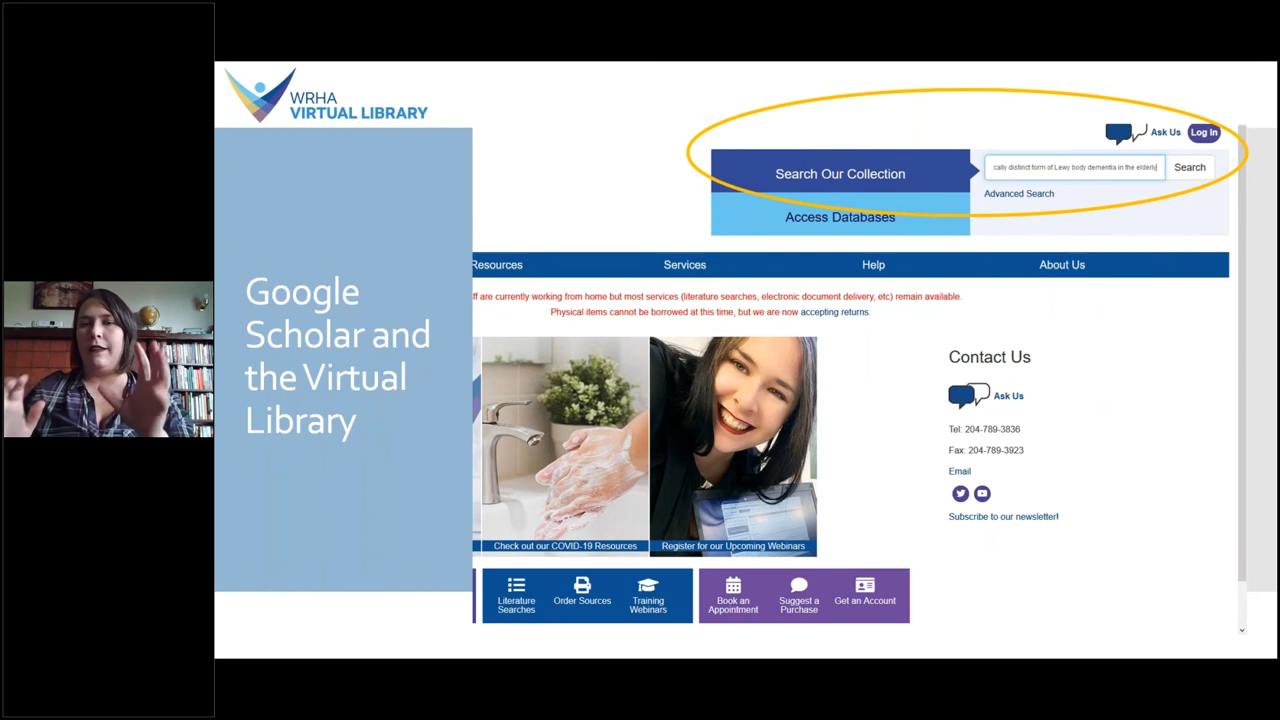 WRHA
VIRTUAL LIBRARY
Google
Scholar and
the Virtual
Library
Ask Us
Log In
Search Our Collection
cally distinct form of Lewy body dementia in the elderly
Search
Advanced Search
Access Databases
Resources
Services
Help
About Us
are currently working from home but most services (literature searches, electronic document delivery, etc) remain available.
Physical items cannot be borrowed at this time, but we are now accepting returns.
Check out our COVID-19 Resources
Register for our Upcoming Webinars
Contact Us
Ask Us
Tel: 204-789-3836
Fax: 204-789-3923
Email
Subscribe to our newsletter!
Literature
Searches
Order Sources
Training
Webinars
Book an
Appointment
Suggest a
Purchase
Get an Account